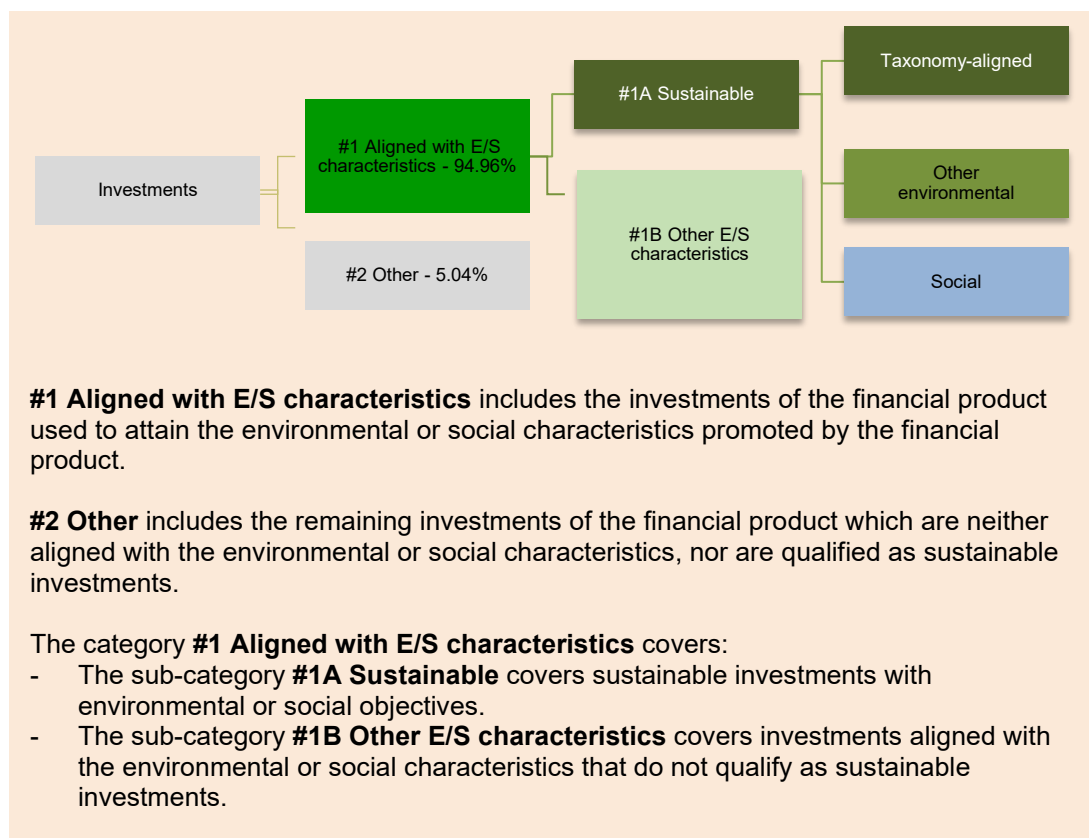 Investments
#1 Aligned with E/S
characteristics - 94.96%
#2 Other - 5.04%
#1A Sustainable
#1B Other E/S
characteristics
Taxonomy-aligned
Other
environmental
Social
#1 Aligned with E/S characteristics includes the investments of the financial product
used to attain the environmental or social characteristics promoted by the financial
product.
#2 Other includes the remaining investments of the financial product which are neither
aligned with the environmental or social characteristics, nor are qualified as sustainable
investments.
The category #1 Aligned with E/S characteristics covers:
- The sub-category #1A Sustainable covers sustainable investments with
environmental or social objectives.
- The sub-category #1B Other E/S characteristics covers investments aligned with
the environmental or social characteristics that do not qualify as sustainable
investments.